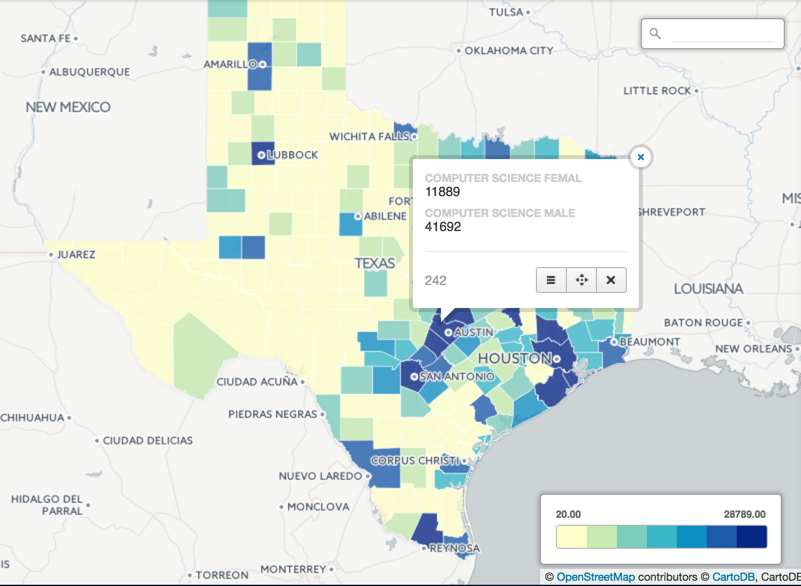 TULSA
SANTA FE
OKLAHOMA CITY
AMARILLO
ALBUQUERQUE
LITTLE ROCK
NEW MEXICO
WICHITA FALLS
LUBBOCK
COMPUTER SCIENCE FEMAL
11889
MIS
FOR
COMPUTER SCIENCE MALE
ABILENE
SHREVEPORT
41692
JUAREZ
TEXAS
242
LOUISIANA
BATON ROUGE
AUSTIN
BEAUMONT
NEW ORLEANS
HOUSTON
SAN ANTONIO
CIUDAD ACUÑA
CHIHUAHUA
PIEDRAS NEGRAS
CIUDAD DELICIAS
CORPUS CHRISTI
NUEVO LAREDO
HIDALGO DEL
PARRAL
MONCLOVA
20.00
28789.00
REYNOSA
IS
TORREON
MONTERREY
© OpenStreetMap contributors © CartoDB, CartoDB